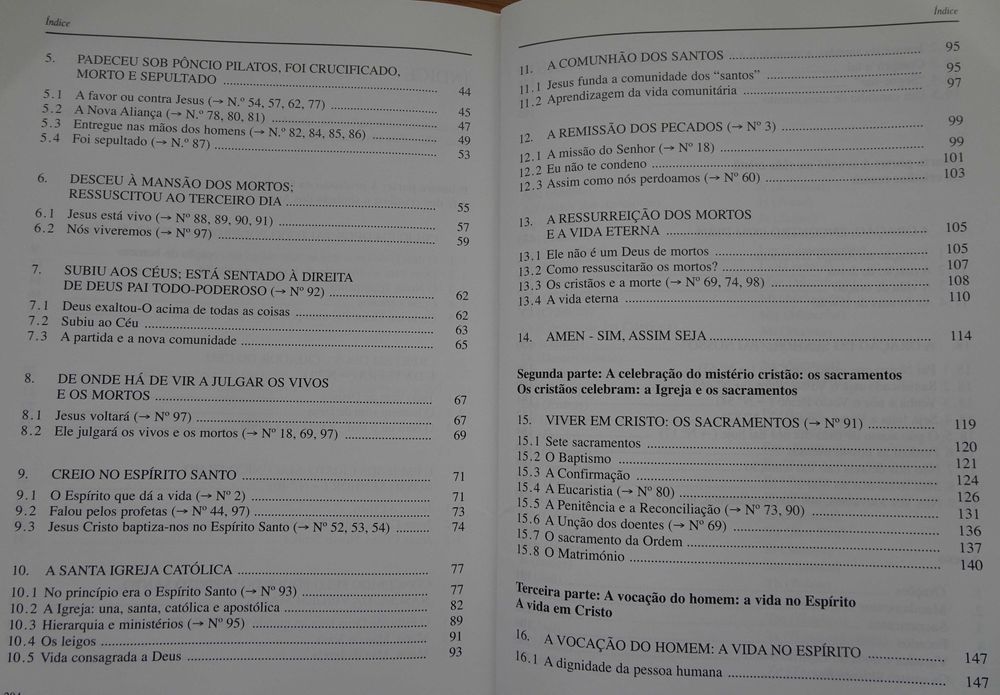 Índice
5. PADECEU SOB PÔNCIO PILATOS, FOI CRUCIFICADO,
MORTO E SEPULTADO ........ 44
5.1 A favor ou contra Jesus (→ N.º 54, 57, 62, 77) ........ 45
5.2 A Nova Aliança (→ N.º 78, 80, 81) ........ 47
5.3 Entregue nas mãos dos homens (→ N.º 82, 84, 85, 86) ........ 49
5.4 Foi sepultado (→ N.º 87) ........ 53
6. DESCEU À MANSÃO DOS MORTOS;
RESSUSCITOU AO TERCEIRO DIA ........ 55
6.1 Jesus está vivo (→ Nº 88, 89, 90, 91) ........ 57
6.2 Nós viveremos (→ Nº 97) ........ 59
7. SUBIU AOS CÉUS; ESTÁ SENTADO À DIREITA
DE DEUS PAI TODO-PODEROSO (→ Nº 92) ........ 62
7.1 Deus exaltou-O acima de todas as coisas ........ 62
7.2 Subiu ao Céu ........ 63
7.3 A partida e a nova comunidade ........ 65
8. DE ONDE HÁ DE VIR A JULGAR OS VIVOS
E OS MORTOS ........ 67
8.1 Jesus voltará (→ Nº 97) ........ 67
8.2 Ele julgará os vivos e os mortos (→ Nº 18, 69, 97) ........ 69
9. CREIO NO ESPÍRITO SANTO ........ 71
9.1 O Espírito que dá a vida (→ Nº 2) ........ 71
9.2 Falou pelos profetas (→ Nº 44, 97) ........ 73
9.3 Jesus Cristo baptiza-nos no Espírito Santo (→ Nº 52, 53, 54) ........ 74
10. A SANTA IGREJA CATÓLICA ........ 77
10.1 No princípio era o Espírito Santo (→ Nº 93) ........ 77
10.2 A Igreja: una, santa, católica e apostólica ........ 82
10.3 Hierarquia e ministérios (→ Nº 95) ........ 89
10.4 Os leigos ........ 91
10.5 Vida consagrada a Deus ........ 93
Índice
11. A COMUNHÃO DOS SANTOS ........ 95
11.1 Jesus funda a comunidade dos “santos” ........ 95
11.2 Aprendizagem da vida comunitária ........ 97
12. A REMISSÃO DOS PECADOS (→ Nº 3) ........ 99
12.1 A missão do Senhor (→ Nº 18) ........ 99
12.2 Eu não te condeno ........ 101
12.3 Assim como nós perdoamos (→ Nº 60) ........ 103
13. A RESSURREIÇÃO DOS MORTOS
E A VIDA ETERNA ........ 105
13.1 Ele não é um Deus de mortos ........ 105
13.2 Como ressuscitarão os mortos? ........ 107
13.3 Os cristãos e a morte (→ Nº 69, 74, 98) ........ 108
13.4 A vida eterna ........ 110
14. AMEN - SIM, ASSIM SEJA ........ 114
Segunda parte: A celebração do mistério cristão: os sacramentos
Os cristãos celebram: a Igreja e os sacramentos
15. VIVER EM CRISTO: OS SACRAMENTOS (→ Nº 91) ........ 119
15.1 Sete sacramentos ........ 120
15.2 O Baptismo ........ 121
15.3 A Confirmação ........ 124
15.4 A Eucaristia (→ Nº 80) ........ 126
15.5 A Penitência e a Reconciliação (→ Nº 73, 90) ........ 131
15.6 A Unção dos doentes (→ Nº 69) ........ 136
15.7 O sacramento da Ordem ........ 137
15.8 O Matrimónio ........ 140
Terceira parte: A vocação do homem: a vida no Espírito
A vida em Cristo
16. A VOCAÇÃO DO HOMEM: A VIDA NO ESPÍRITO ........ 147
16.1 A dignidade da pessoa humana ........ 147